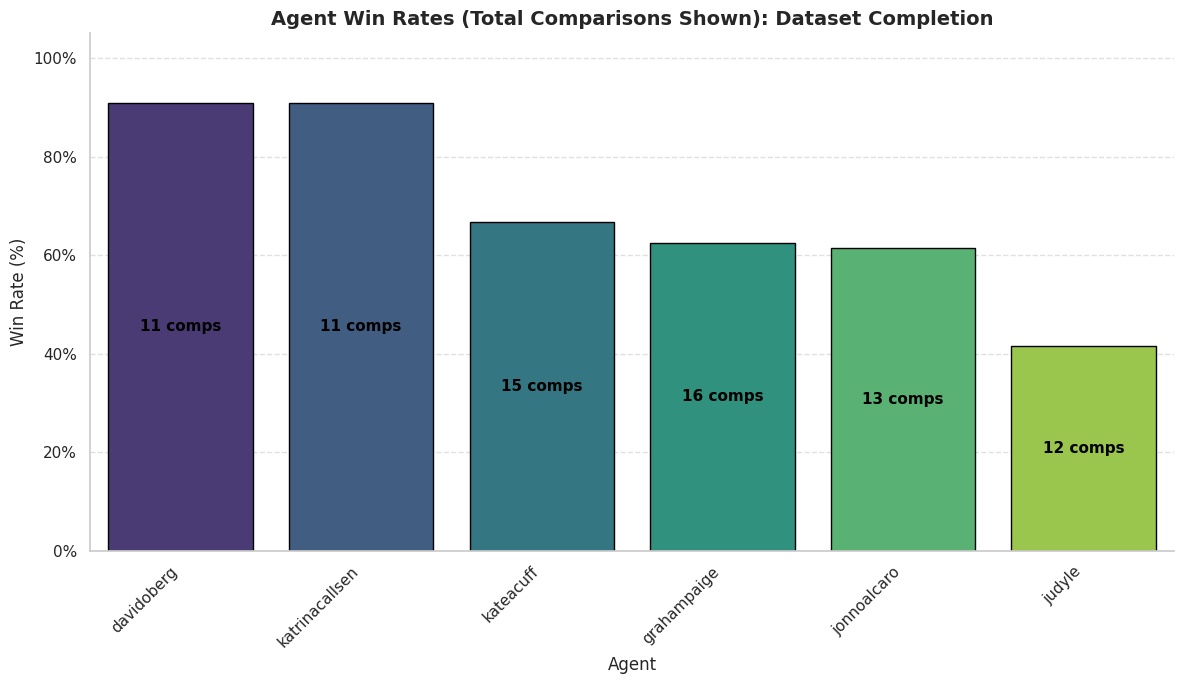 Agent Win Rates (Total Comparisons Shown): Dataset Completion
Win Rate (%)
100%
80%
60%
40%
20%
0%
11 comps
11 comps
15 comps
16 comps
13 comps
12 comps
davidoberg
katrinacallsen
kateacuff
grahampaige
jonnoalcaro
judyle
Agent